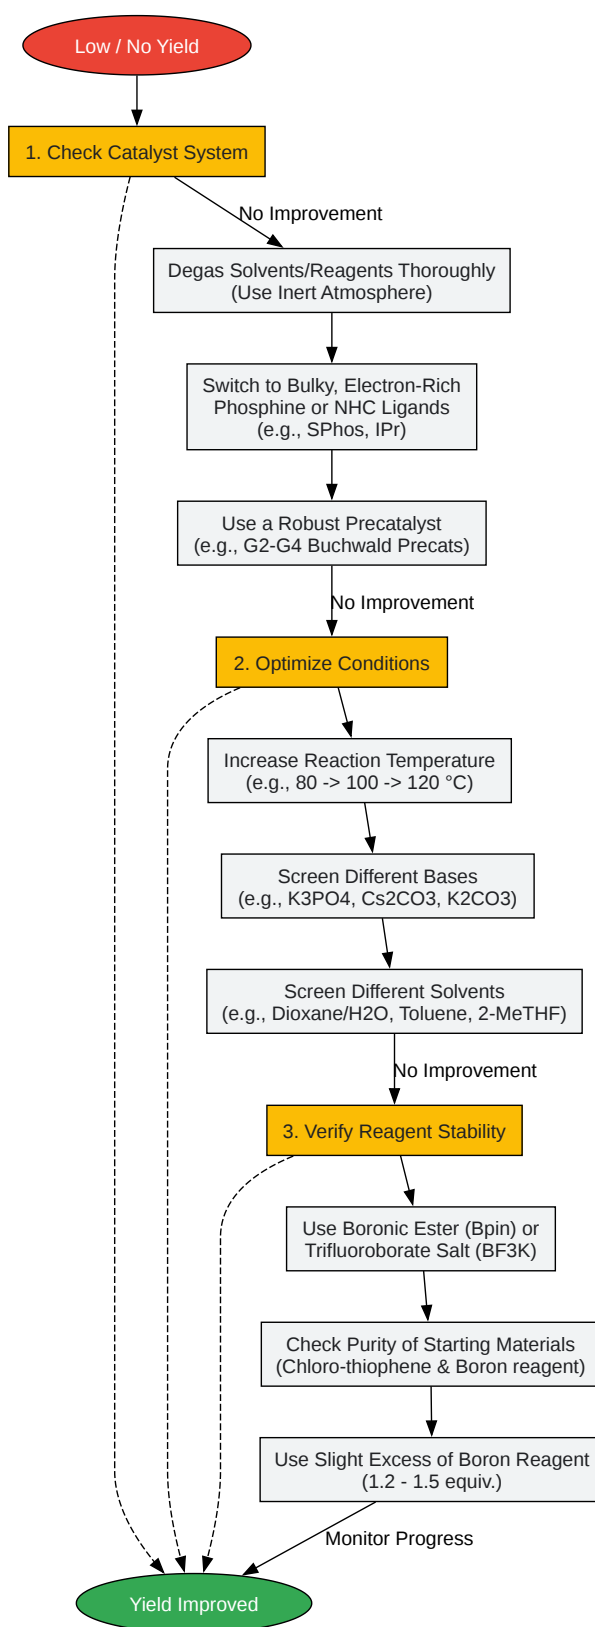 Low / No Yield
1. Check Catalyst System
No Improvement
Degas Solvents/Reagents Thoroughly
(Use Inert Atmosphere)
Switch to Bulky, Electron-Rich
Phosphine or NHC Ligands
(e.g., SPhos, IPr)
Use a Robust Precatalyst
(e.g., G2-G4 Buchwald Precats)
No Improvement
2. Optimize Conditions
Increase Reaction Temperature
(e.g., 80 -> 100 -> 120 °C)
Screen Different Bases
(e.g., K3PO4, Cs2CO3, K2CO3)
Screen Different Solvents
(e.g., Dioxane/H2O, Toluene, 2-MeTHF)
No Improvement
3. Verify Reagent Stability
Use Boronic Ester (Bpin) or
Trifluoroborate Salt (BF3K)
Check Purity of Starting Materials
(Chloro-thiophene & Boron reagent)
Use Slight Excess of Boron Reagent
(1.2 - 1.5 equiv.)
Monitor Progress
Yield Improved